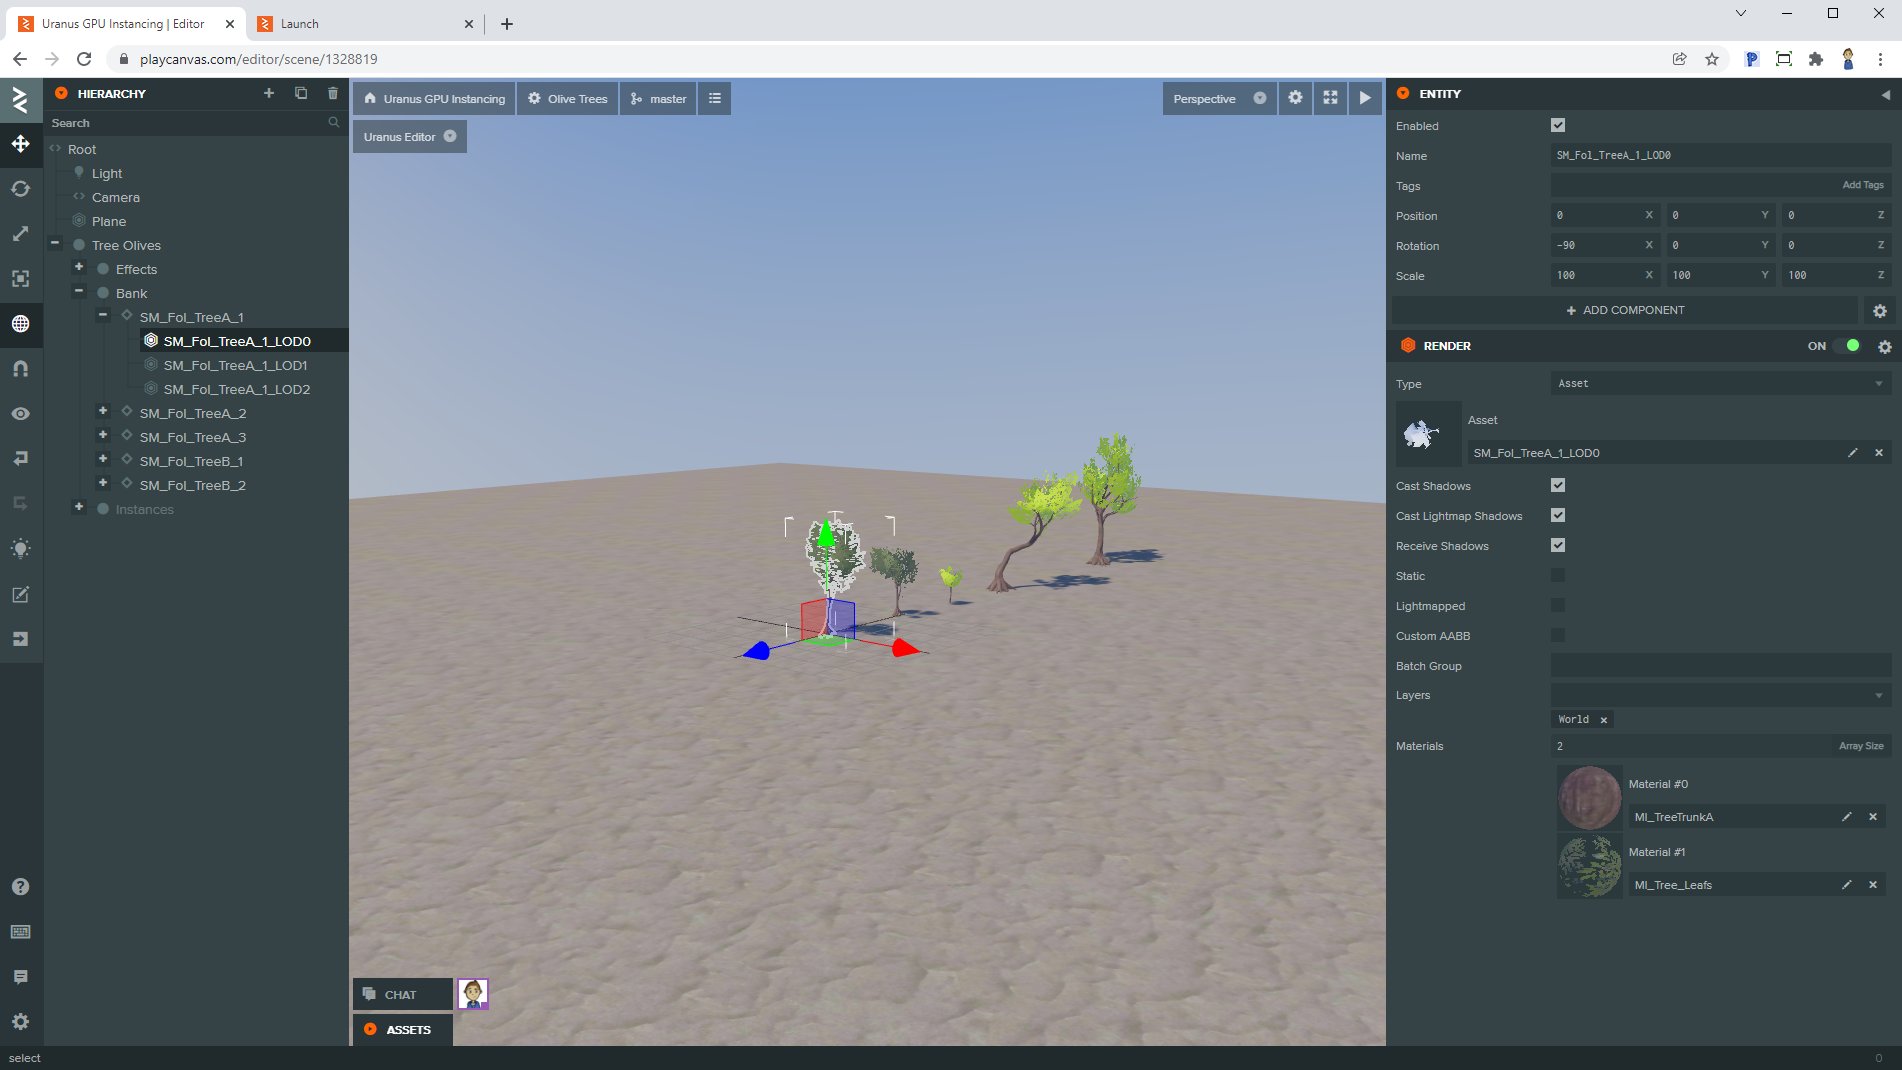 Uranus GPU Instancing | Editor
Launch
playcanvas.com/editor/scene/1328819
HIERARCHY
Search
Root
Light
Camera
Plane
Tree Olives
Effects
Bank
SM_Fol_TreeA_1
SM_Fol_TreeA_1_LOD0
SM_Fol_TreeA_1_LOD1
SM_Fol_TreeA_1_LOD2
SM_Fol_TreeA_2
SM_Fol_TreeA_3
SM_Fol_TreeB_1
SM_Fol_TreeB_2
Instances
Uranus GPU Instancing
Olive Trees
master
Uranus Editor
Perspective
CHAT
ASSETS
ENTITY
Enabled
Name SM_Fol_TreeA_1_LOD0
Tags Add Tags
Position 0 X 0 Y 0 Z
Rotation -90 X 0 Y 0 Z
Scale 100 X 100 Y 100 Z
ADD COMPONENT
RENDER ON
Type Asset
Asset
SM_Fol_TreeA_1_LOD0
Cast Shadows
Cast Lightmap Shadows
Receive Shadows
Static
Lightmapped
Custom AABB
Batch Group
Layers
World
Materials 2 Array Size
Material #0
MI_TreeTrunkA
Material #1
MI_Tree_Leafs
select
0